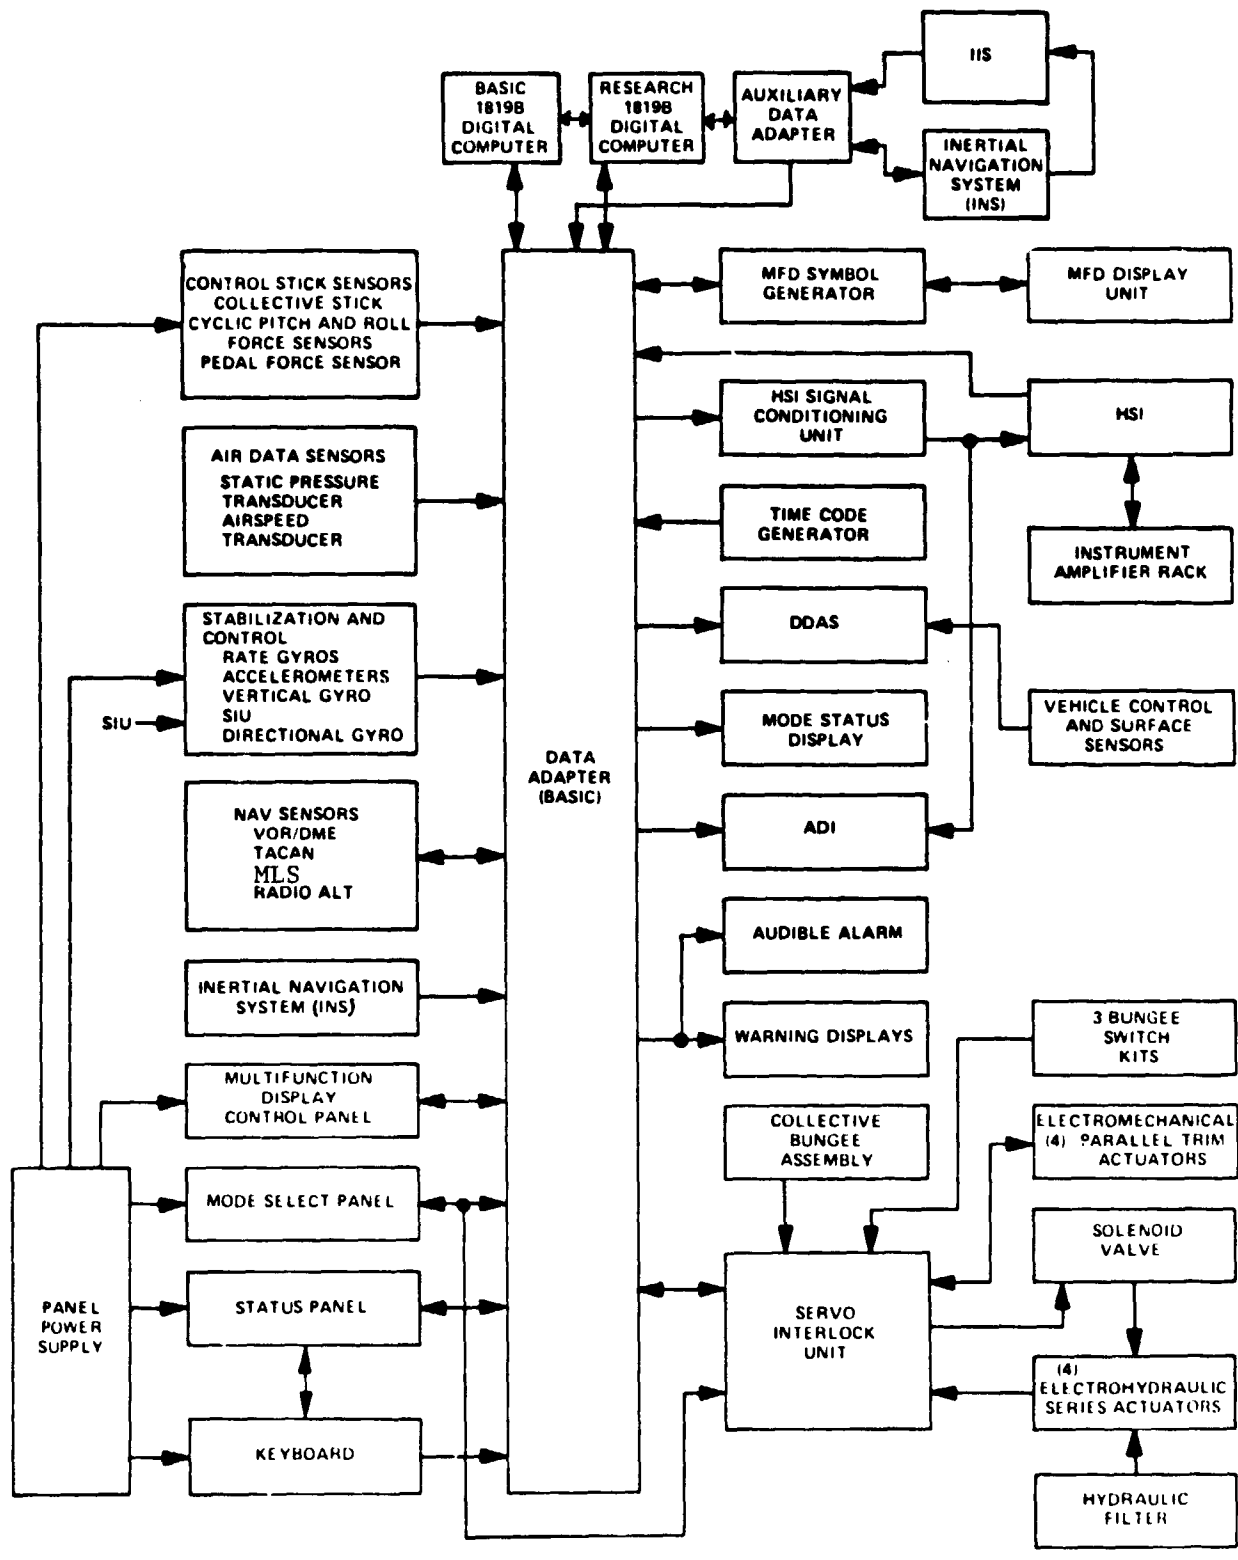 IIS
BASIC
1819B
DIGITAL
COMPUTER
RESEARCH
1819B
DIGITAL
COMPUTER
AUXILIARY
DATA
ADAPTER
INERTIAL
NAVIGATION
SYSTEM
(INS)
CONTROL STICK SENSORS
COLLECTIVE STICK
CYCLIC PITCH AND ROLL
FORCE SENSORS
PEDAL FORCE SENSOR
MFD SYMBOL
GENERATOR
MFD DISPLAY
UNIT
HSI SIGNAL
CONDITIONING
UNIT
HSI
AIR DATA SENSORS
STATIC PRESSURE
TRANSDUCER
AIRSPEED
TRANSDUCER
TIME CODE
GENERATOR
INSTRUMENT
AMPLIFIER RACK
STABILIZATION AND
CONTROL
RATE GYROS
ACCELEROMETERS
VERTICAL GYRO
SIU
DIRECTIONAL GYRO
SIU
DDAS
MODE STATUS
DISPLAY
VEHICLE CONTROL
AND SURFACE
SENSORS
DATA
ADAPTER
(BASIC)
NAV SENSORS
VOR/DME
TACAN
MLS
RADIO ALT
ADI
AUDIBLE ALARM
INERTIAL NAVIGATION
SYSTEM (INS)
WARNING DISPLAYS
3 BUNGEE
SWITCH
KITS
MULTIFUNCTION
DISPLAY
CONTROL PANEL
COLLECTIVE
BUNGEE
ASSEMBLY
ELECTROMECHANICAL
(4) PARALLEL TRIM
ACTUATORS
MODE SELECT PANEL
SOLENOID
VALVE
PANEL
POWER
SUPPLY
STATUS PANEL
SERVO
INTERLOCK
UNIT
(4)
ELECTROHYDRAULIC
SERIES ACTUATORS
KEYBOARD
HYDRAULIC
FILTER